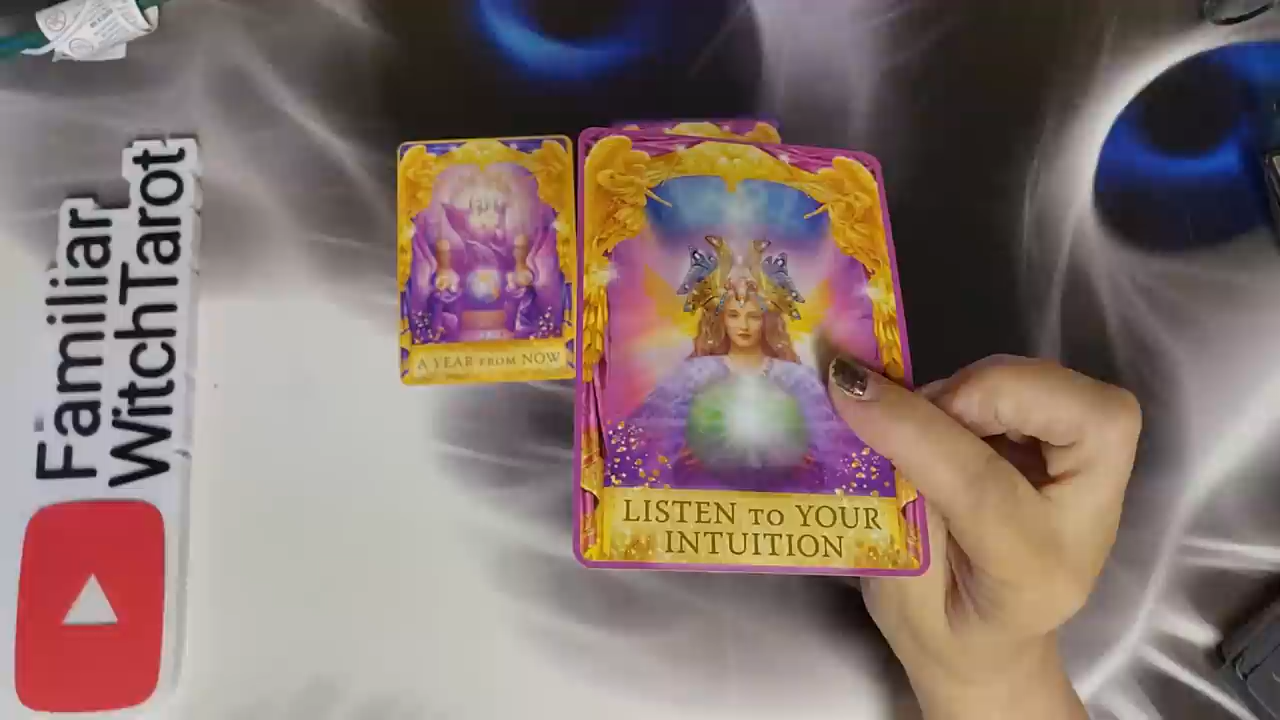 Familiar
WitchTarot
A YEAR FROM NOW
LISTEN TO YOUR
INTUITION